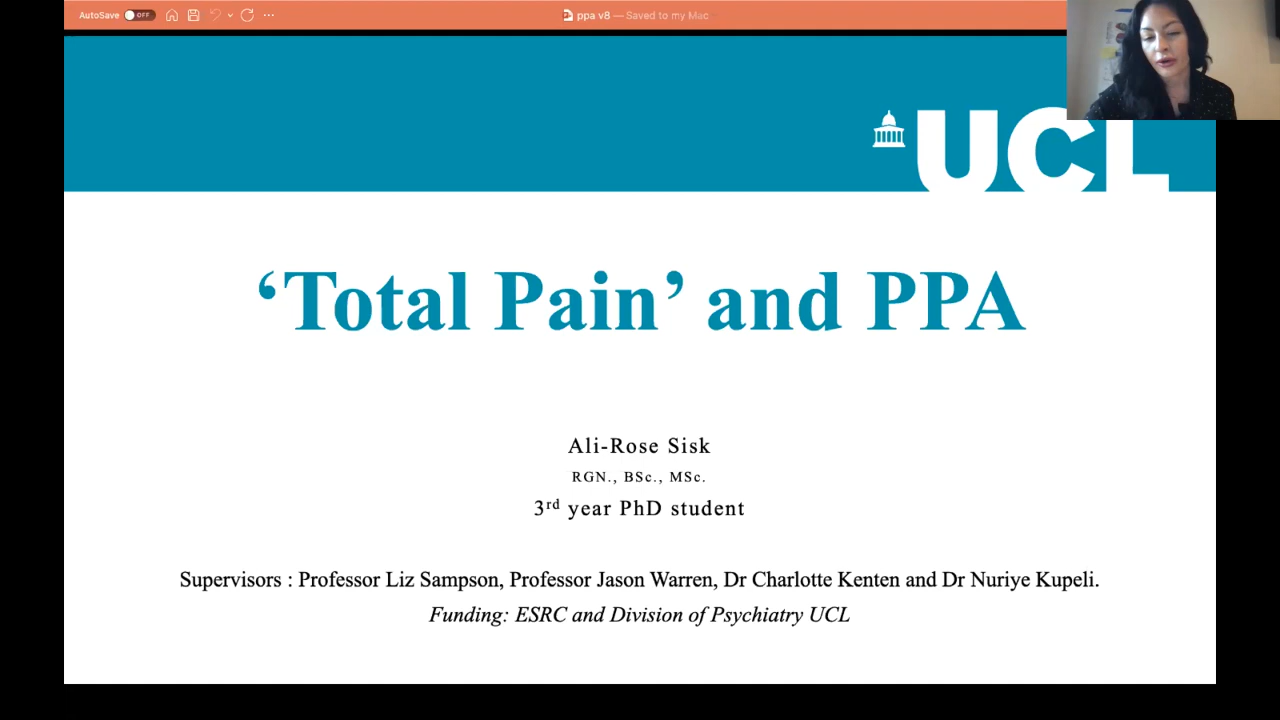 AutoSave OFF
ppa v8 — Saved to my Mac
UCL
‘Total Pain’ and PPA
Ali-Rose Sisk
RGN., BSc., MSc.
3rd year PhD student
Supervisors : Professor Liz Sampson, Professor Jason Warren, Dr Charlotte Kenten and Dr Nuriye Kupeli.
Funding: ESRC and Division of Psychiatry UCL